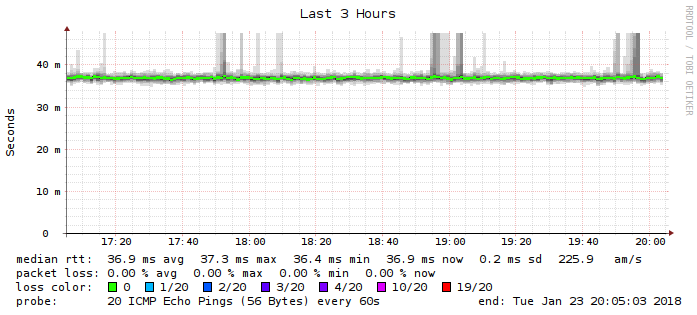 Last 3 Hours
RRDTOOL / TOBI OETIKER
Seconds
40 m
30 m
20 m
10 m
0
17:20 17:40 18:00 18:20 18:40 19:00 19:20 19:40 20:00
median rtt: 36.9 ms avg 37.3 ms max 36.4 ms min 36.9 ms now 0.2 ms sd 225.9 am/s
packet loss: 0.00 % avg 0.00 % max 0.00 % min 0.00 % now
loss color: 0 1/20 2/20 3/20 4/20 10/20 19/20
probe: 20 ICMP Echo Pings (56 Bytes) every 60s end: Tue Jan 23 20:05:03 2018